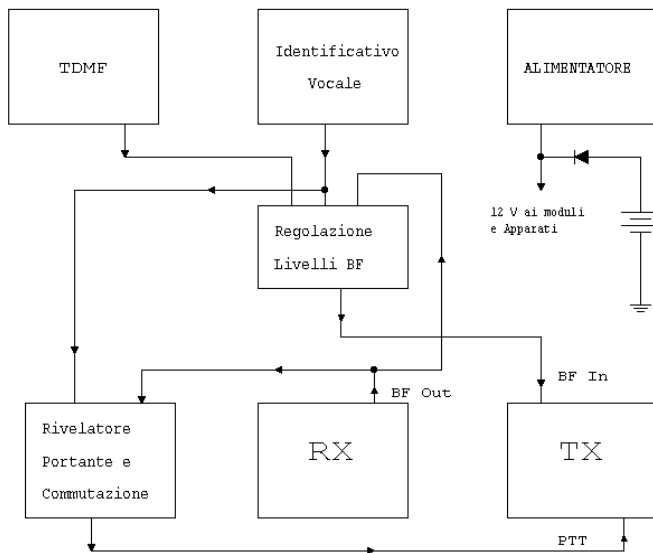 TDMF
Identificativo
Vocale
ALIMENTATORE
12 V ai moduli
e Apparati
Regolazione
Livelli BF
BF Out
BF In
Rivelatore
Portante e
Commutazione
RX
TX
PTT